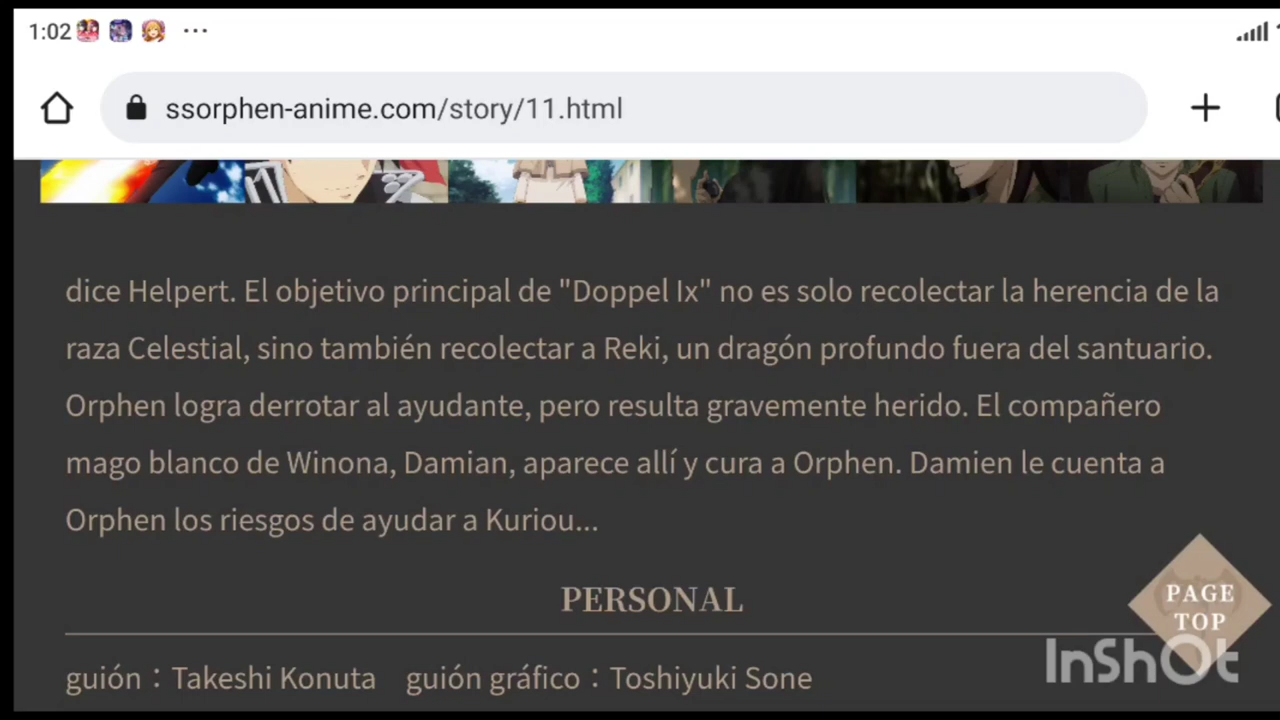 1:02
ssorphen-anime.com/story/11.html
dice Helpert. El objetivo principal de "Doppel Ix" no es solo recolectar la herencia de la
raza Celestial, sino también recolectar a Reki, un dragón profundo fuera del santuario.
Orphen logra derrotar al ayudante, pero resulta gravemente herido. El compañero
mago blanco de Winona, Damian, aparece allí y cura a Orphen. Damien le cuenta a
Orphen los riesgos de ayudar a Kuriou...
PERSONAL
PAGE
TOP
InShOt
guión：Takeshi Konuta guión gráfico：Toshiyuki Sone